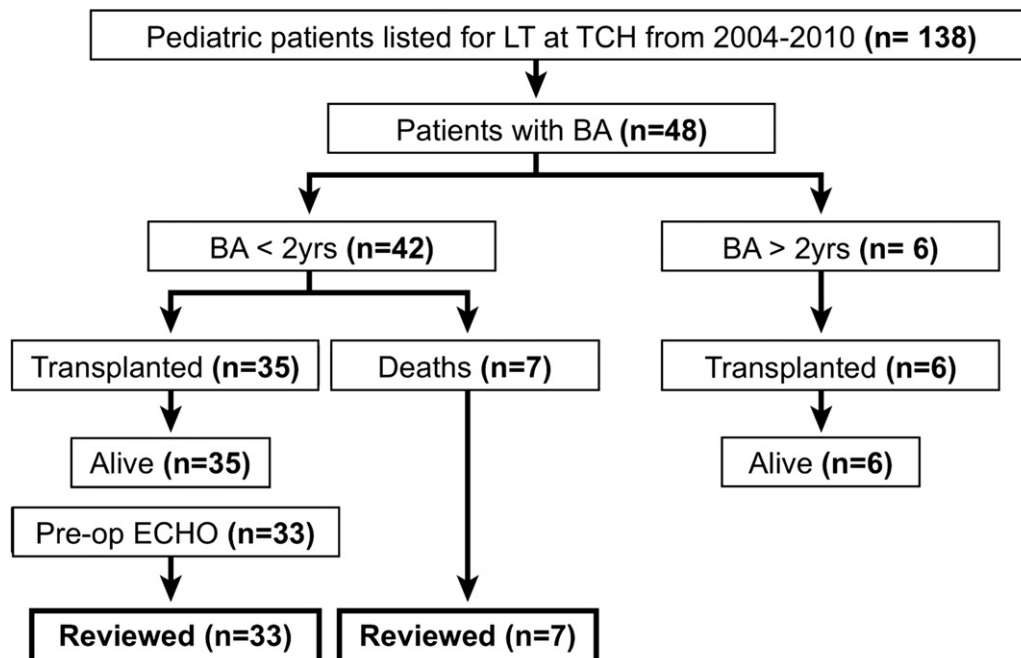 Pediatric patients listed for LT at TCH from 2004-2010 (n= 138)
Patients with BA (n=48)
BA < 2yrs (n=42)
BA > 2yrs (n= 6)
Transplanted (n=35)
Deaths (n=7)
Transplanted (n=6)
Alive (n=35)
Alive (n=6)
Pre-op ECHO (n=33)
Reviewed (n=33)
Reviewed (n=7)